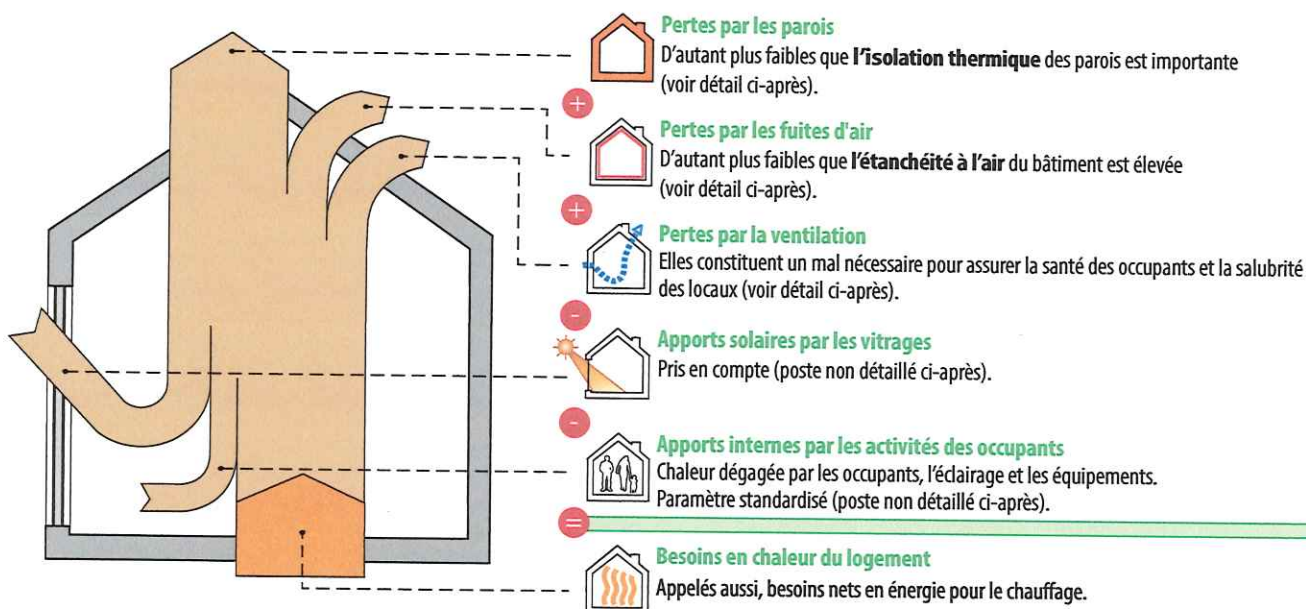 Pertes par les parois
D'autant plus faibles que l'isolation thermique des parois est importante
(voir détail ci-après).
+
Pertes par les fuites d'air
D'autant plus faibles que l'étanchéité à l'air du bâtiment est élevée
(voir détail ci-après).
+
Pertes par la ventilation
Elles constituent un mal nécessaire pour assurer la santé des occupants et la salubrité
des locaux (voir détail ci-après).
-
Apports solaires par les vitrages
Pris en compte (poste non détaillé ci-après).
-
Apports internes par les activités des occupants
Chaleur dégagée par les occupants, l'éclairage et les équipements.
Paramètre standardisé (poste non détaillé ci-après).
=
Besoins en chaleur du logement
Appelés aussi, besoins nets en énergie pour le chauffage.